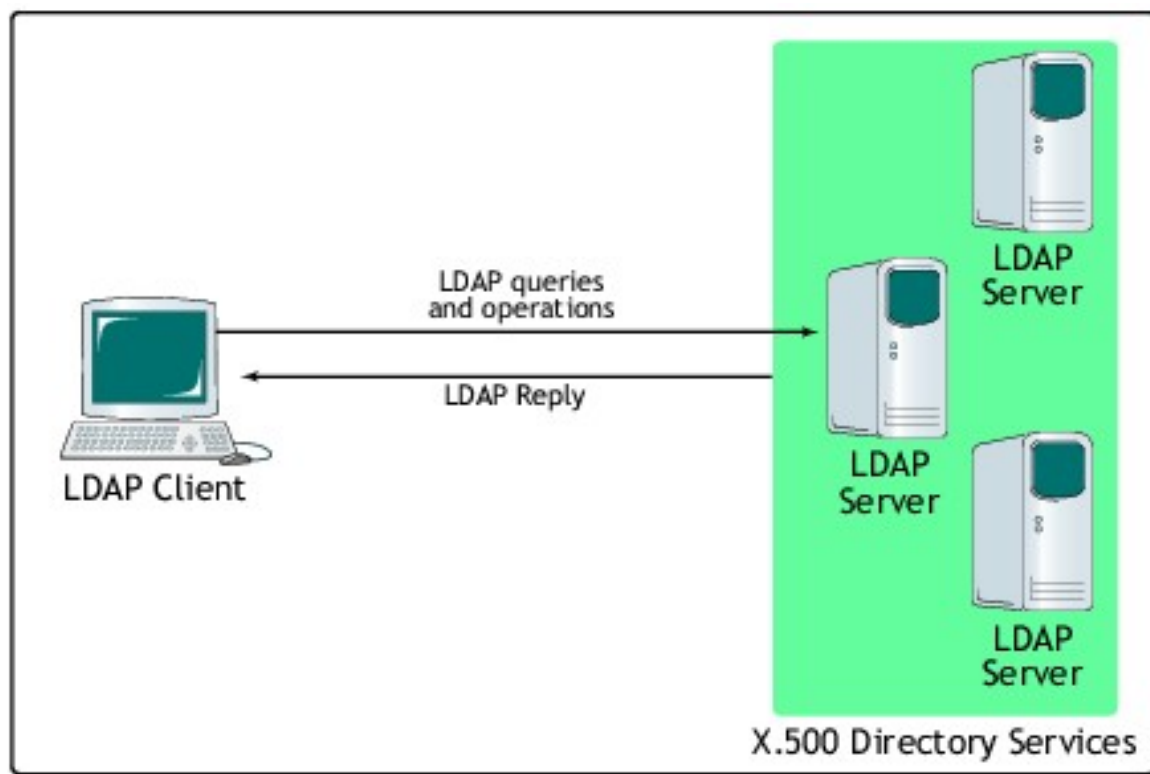 LDAP
Server
LDAP queries
and operations
LDAP Reply
LDAP Client
LDAP
Server
LDAP
Server
X.500 Directory Services